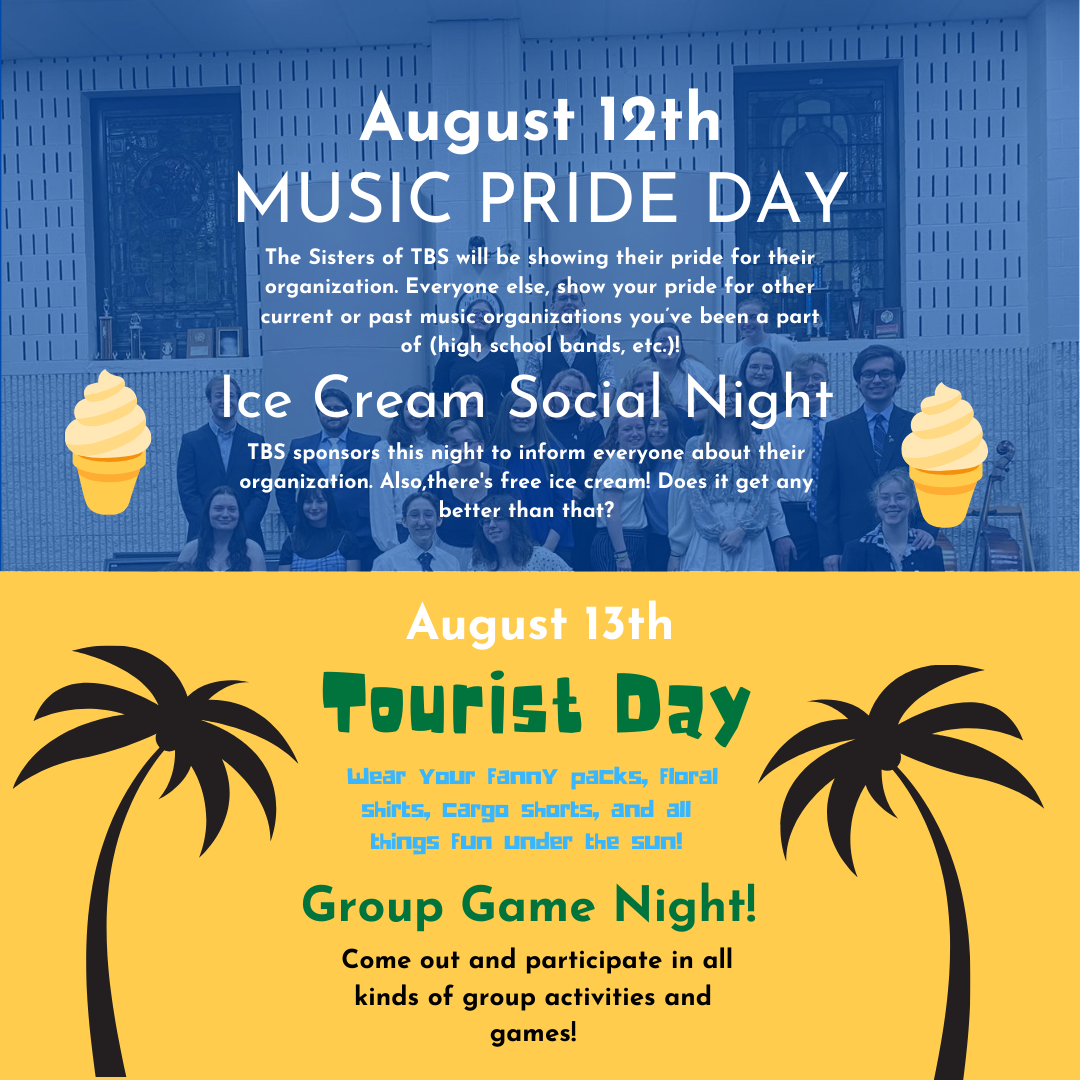 August 12th
MUSIC PRIDE DAY
The Sisters of TBS will be showing their pride for their
organization. Everyone else, show your pride for other
current or past music organizations you've been a part
of (high school bands, etc.)!
Ice Cream Social Night
TBS sponsors this night to inform everyone about their
organization. Also,there's free ice cream! Does it get any
better than that?
August 13th
Tourist Day
Wear Your FannY packs, Floral
shirts, Cargo shorts, and all
things Fun under the sun!
Group Game Night!
Come out and participate in all
kinds of group activities and
games!